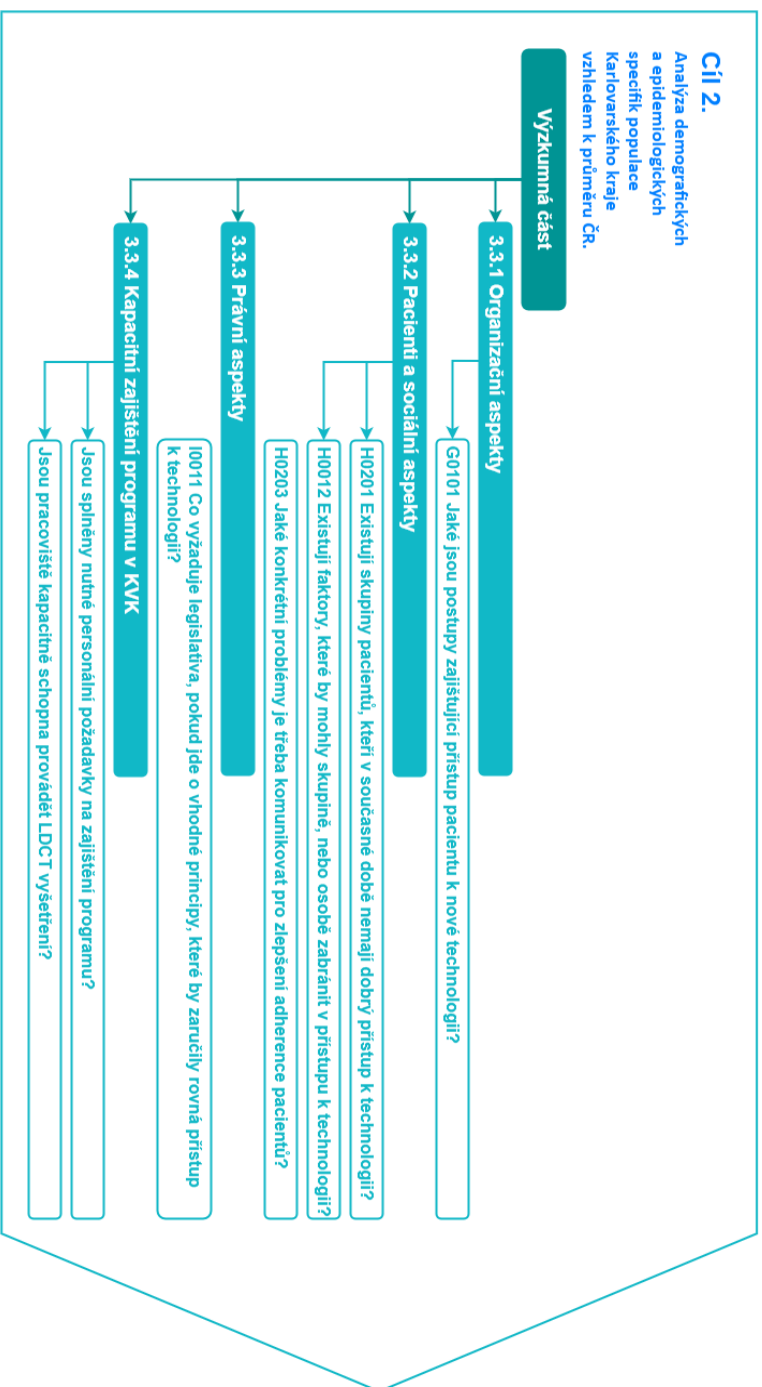 Cíl 2.
Analýza demografických
a epidemiologických
specifik populace
Karlovarského kraje
vzhledem k průměru ČR.
Výzkumná část
3.3.1 Organizační aspekty
G0101 Jaké jsou postupy zajišťující přístup pacientu k nové technologii?
3.3.2 Pacienti a sociální aspekty
H0201 Existují skupiny pacientů, kteří v současné době nemají dobrý přístup k technologii?
H0012 Existují faktory, které by mohly skupině, nebo osobě zabránit v přístupu k technologii?
H0203 Jaké konkrétní problémy je třeba komunikovat pro zlepšení adherence pacientů?
3.3.3 Právní aspekty
I0011 Co vyžaduje legislativa, pokud jde o vhodné principy, které by zaručily rovná přístup
k technologii?
3.3.4 Kapacitní zajištění programu v KVK
Jsou splněny nutné personální požadavky na zajištění programu?
Jsou pracoviště kapacitně schopna provádět LDCT vyšetření?